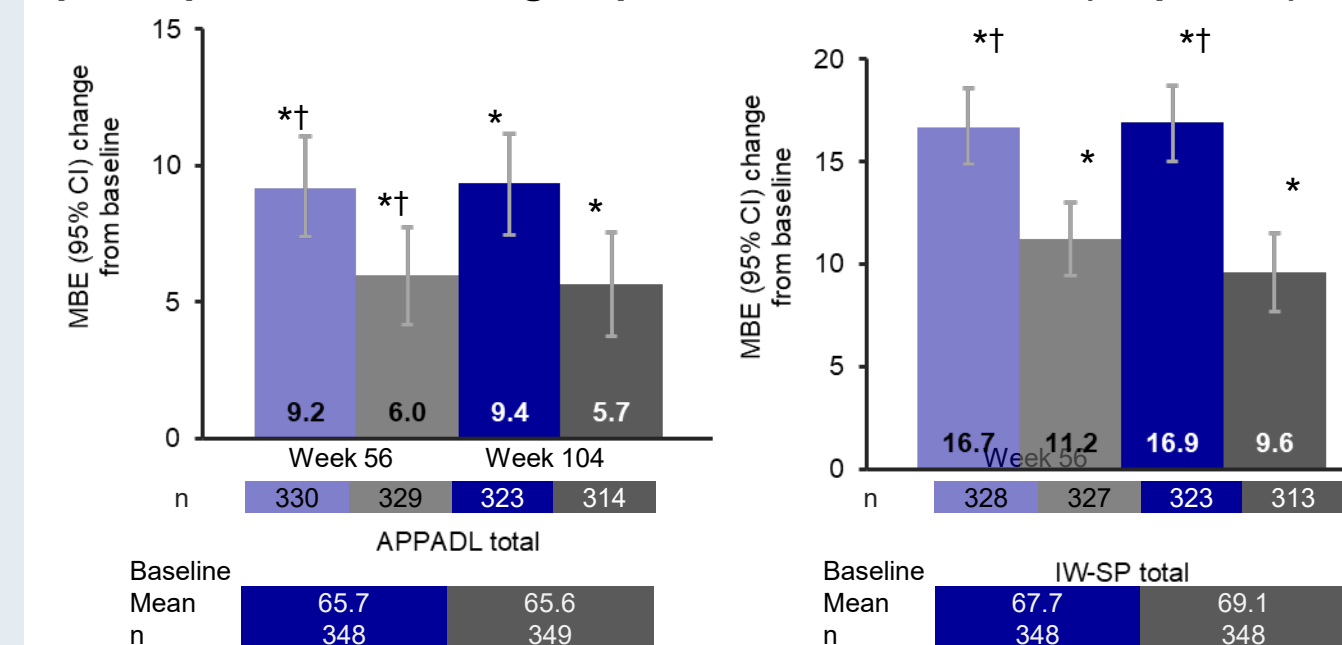 15
10
5
0
MBE (95% CI) change
from baseline
*†
*†
*
*
9.2 6.0 9.4 5.7
Week 56 Week 104
n 330 329 323 314
APPADL total
Baseline
Mean 65.7 65.6
n 348 349
20
15
10
5
0
MBE (95% CI) change
from baseline
*†
*
*†
*
16.7 11.2 16.9 9.6
Week 56
n 328 327 323 313
IW-SP total
Baseline
Mean 67.7 69.1
n 348 348